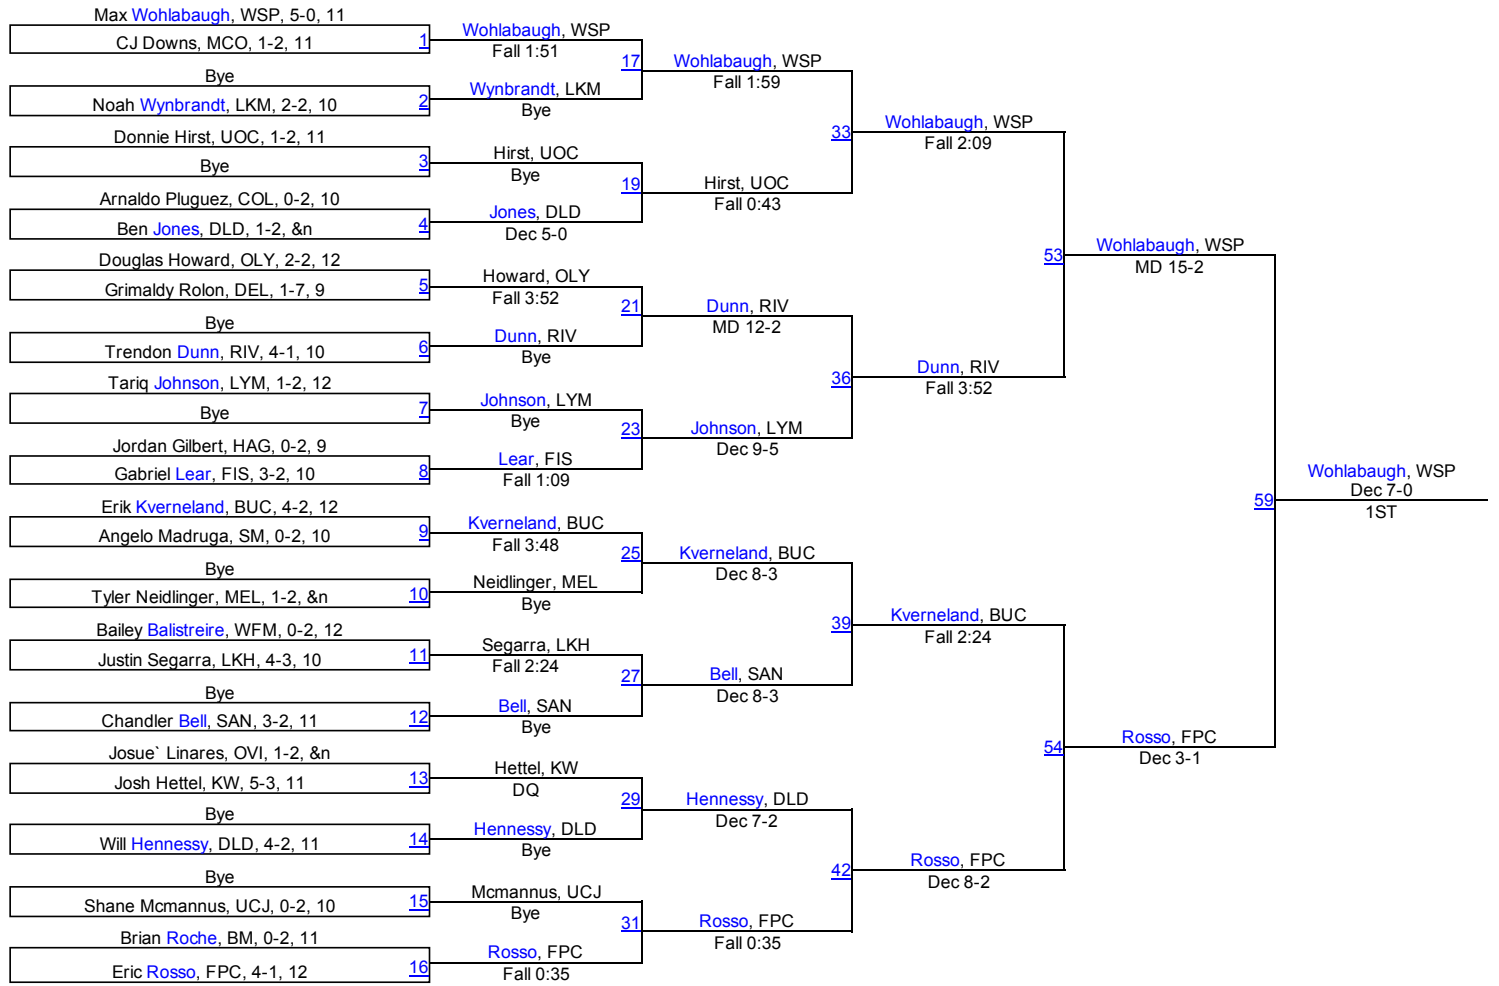 Max Wohlabaugh, WSP, 5-0, 11
CJ Downs, MCO, 1-2, 11
1
Bye
Noah Wynbrandt, LKM, 2-2, 10
2
Donnie Hirst, UOC, 1-2, 11
Bye
3
Arnaldo Pluguez, COL, 0-2, 10
Ben Jones, DLD, 1-2, &n
4
Douglas Howard, OLY, 2-2, 12
Grimaldy Rolon, DEL, 1-7, 9
5
Bye
Trendon Dunn, RIV, 4-1, 10
6
Tariq Johnson, LYM, 1-2, 12
Bye
7
Jordan Gilbert, HAG, 0-2, 9
Gabriel Lear, FIS, 3-2, 10
8
Erik Kverneland, BUC, 4-2, 12
Angelo Madruga, SM, 0-2, 10
9
Bye
Tyler Neidlinger, MEL, 1-2, &n
10
Bailey Balistreire, WFM, 0-2, 12
Justin Segarra, LKH, 4-3, 10
11
Bye
Chandler Bell, SAN, 3-2, 11
12
Josue` Linares, OVI, 1-2, &n
Josh Hettel, KW, 5-3, 11
13
Bye
Will Hennessy, DLD, 4-2, 11
14
Bye
Shane Mcmannus, UCJ, 0-2, 10
15
Brian Roche, BM, 0-2, 11
Eric Rosso, FPC, 4-1, 12
16
Wohlabaugh, WSP
Fall 1:51
17
Wynbrandt, LKM
Bye
Hirst, UOC
Bye
19
Jones, DLD
Dec 5-0
Howard, OLY
Fall 3:52
21
Dunn, RIV
Bye
Johnson, LYM
Bye
23
Lear, FIS
Fall 1:09
Kverneland, BUC
Fall 3:48
25
Neidlinger, MEL
Bye
Segarra, LKH
Fall 2:24
27
Bell, SAN
Bye
Hettel, KW
DQ
29
Hennessy, DLD
Bye
Mcmannus, UCJ
Bye
31
Rosso, FPC
Fall 0:35
Wohlabaugh, WSP
Fall 1:59
33
Hirst, UOC
Fall 0:43
Dunn, RIV
MD 12-2
36
Johnson, LYM
Dec 9-5
Kverneland, BUC
Dec 8-3
39
Bell, SAN
Dec 8-3
Hennessy, DLD
Dec 7-2
42
Rosso, FPC
Fall 0:35
Wohlabaugh, WSP
Fall 2:09
53
Dunn, RIV
Fall 3:52
Kverneland, BUC
Fall 2:24
54
Rosso, FPC
Dec 8-2
Wohlabaugh, WSP
MD 15-2
59
Rosso, FPC
Dec 3-1
Wohlabaugh, WSP
Dec 7-0
1ST